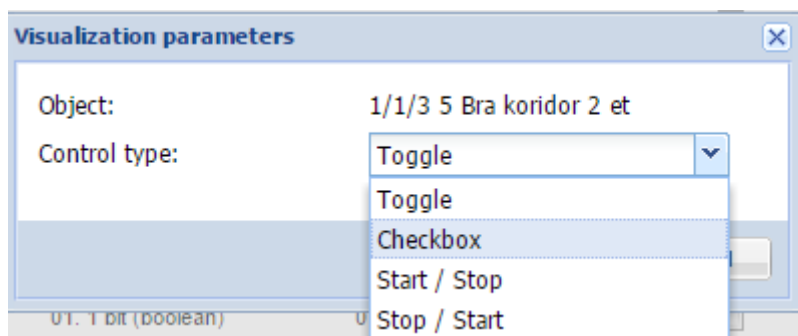 Visualization parameters
Object: 1/1/3 5 Bra koridor 2 et
Control type: Toggle
Toggle
Checkbox
Start / Stop
01. 1 bit (boolean)
Stop / Start